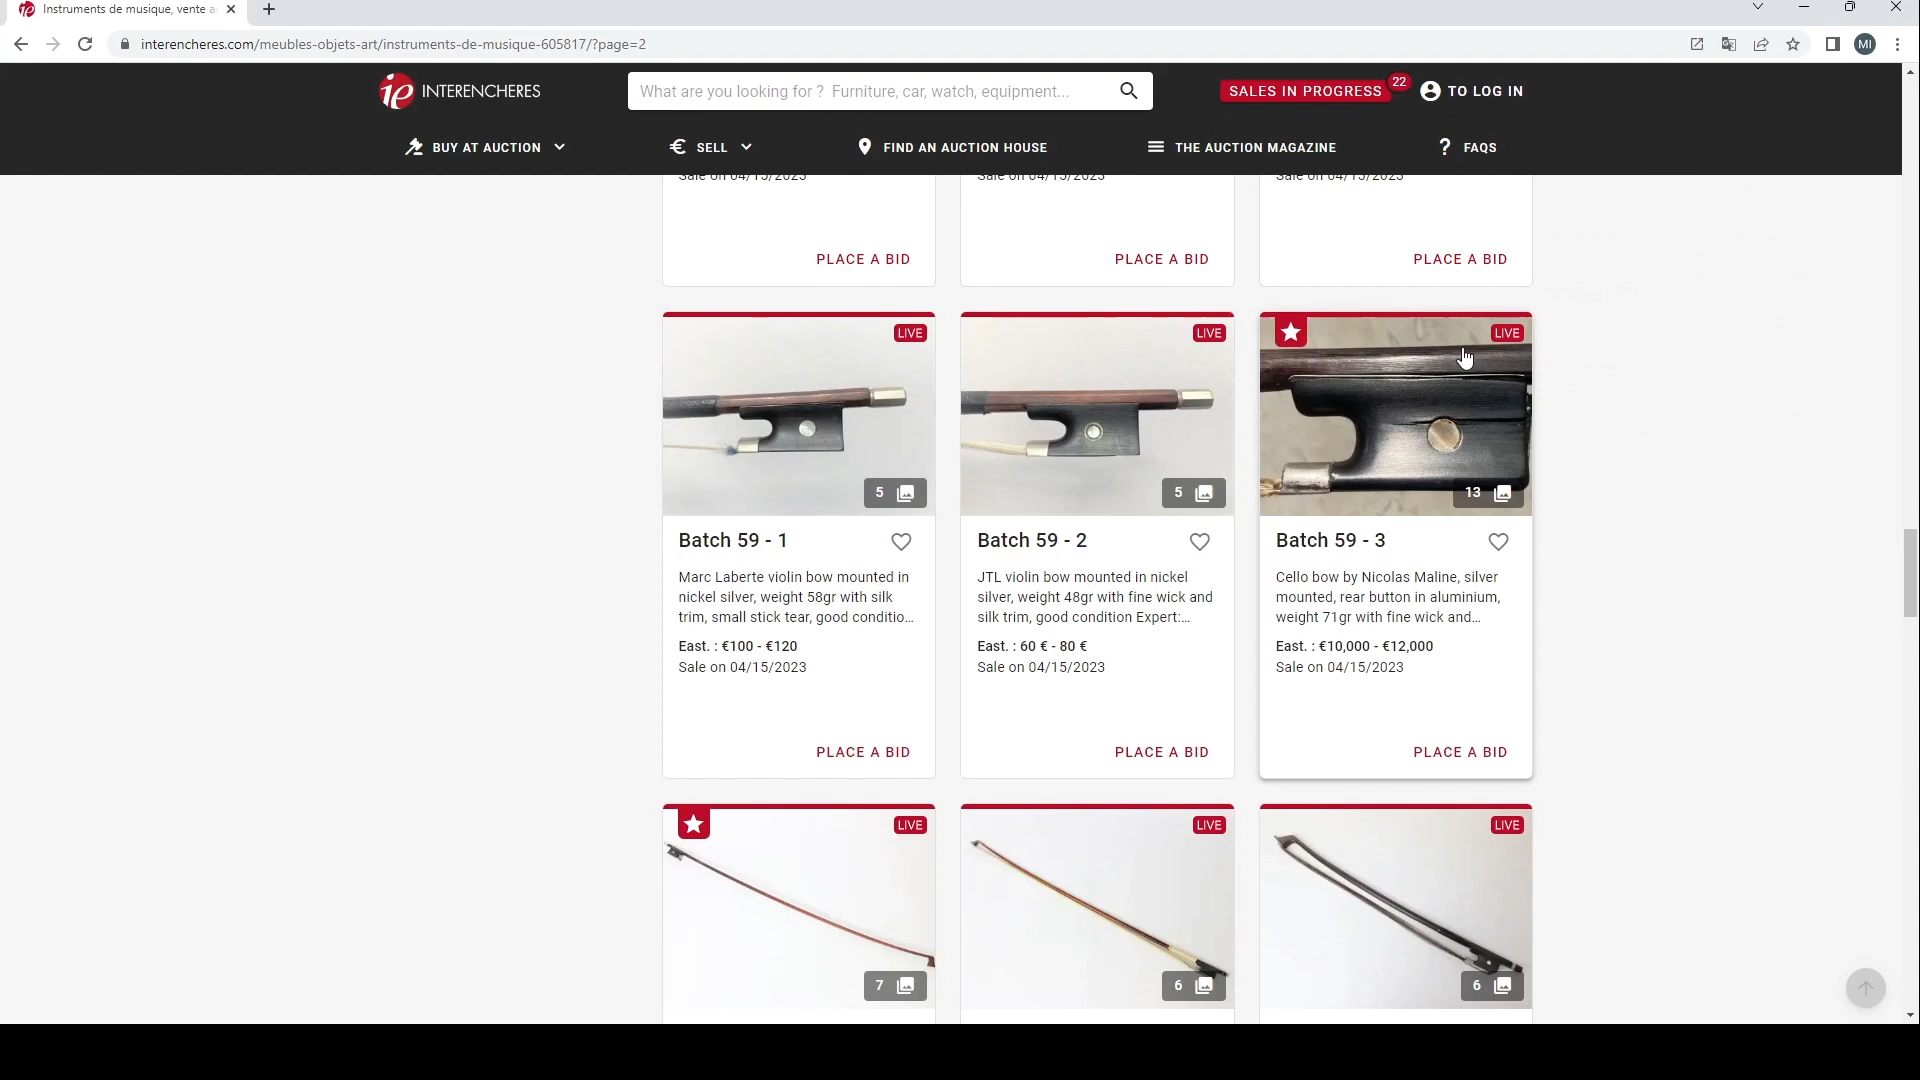 Instruments de musique, vente a
interencheres.com/meubles-objets-art/instruments-de-musique-605817/?page=2
MI
ie INTERENCHERES
What are you looking for ? Furniture, car, watch, equipment...
SALES IN PROGRESS 22
TO LOG IN
BUY AT AUCTION
€ SELL
FIND AN AUCTION HOUSE
THE AUCTION MAGAZINE
? FAQS
Sale on 04/15/2023
Sale on 04/15/2023
Sale on 04/15/2023
PLACE A BID
PLACE A BID
PLACE A BID
LIVE
5
Batch 59 - 1
Marc Laberte violin bow mounted in
nickel silver, weight 58gr with silk
trim, small stick tear, good conditio...
East. : €100 - €120
Sale on 04/15/2023
PLACE A BID
LIVE
5
Batch 59 - 2
JTL violin bow mounted in nickel
silver, weight 48gr with fine wick and
silk trim, good condition Expert:...
East. : 60 € - 80 €
Sale on 04/15/2023
PLACE A BID
LIVE
13
Batch 59 - 3
Cello bow by Nicolas Maline, silver
mounted, rear button in aluminium,
weight 71gr with fine wick and...
East. : €10,000 - €12,000
Sale on 04/15/2023
PLACE A BID
LIVE
7
LIVE
6
LIVE
6